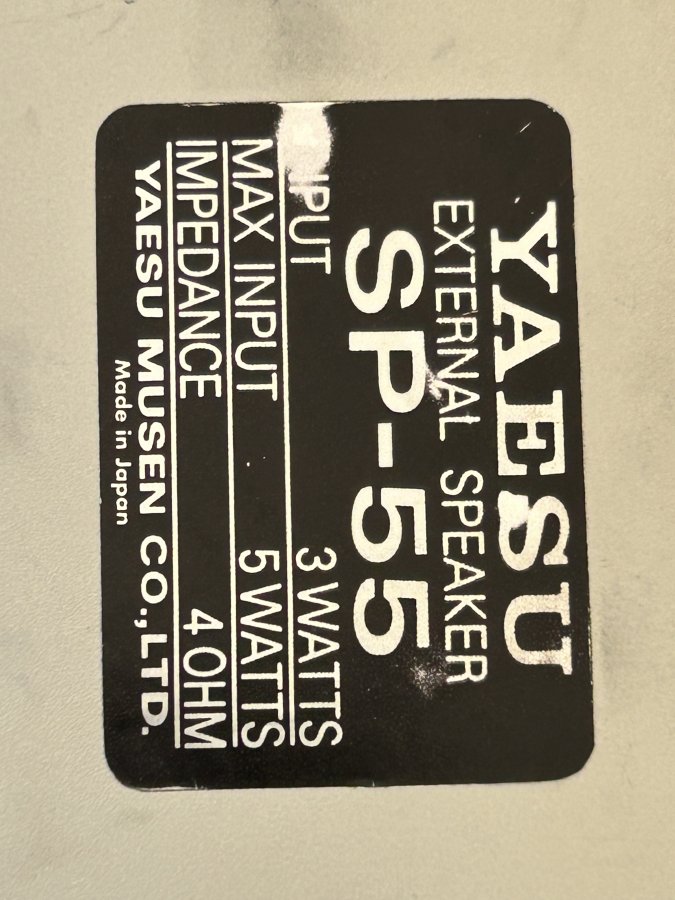 YAESU
EXTERNAL SPEAKER
SP-55
INPUT 3 WATTS
MAX INPUT 5 WATTS
IMPEDANCE 4 OHM
YAESU MUSEN CO.,LTD.
Made in Japan